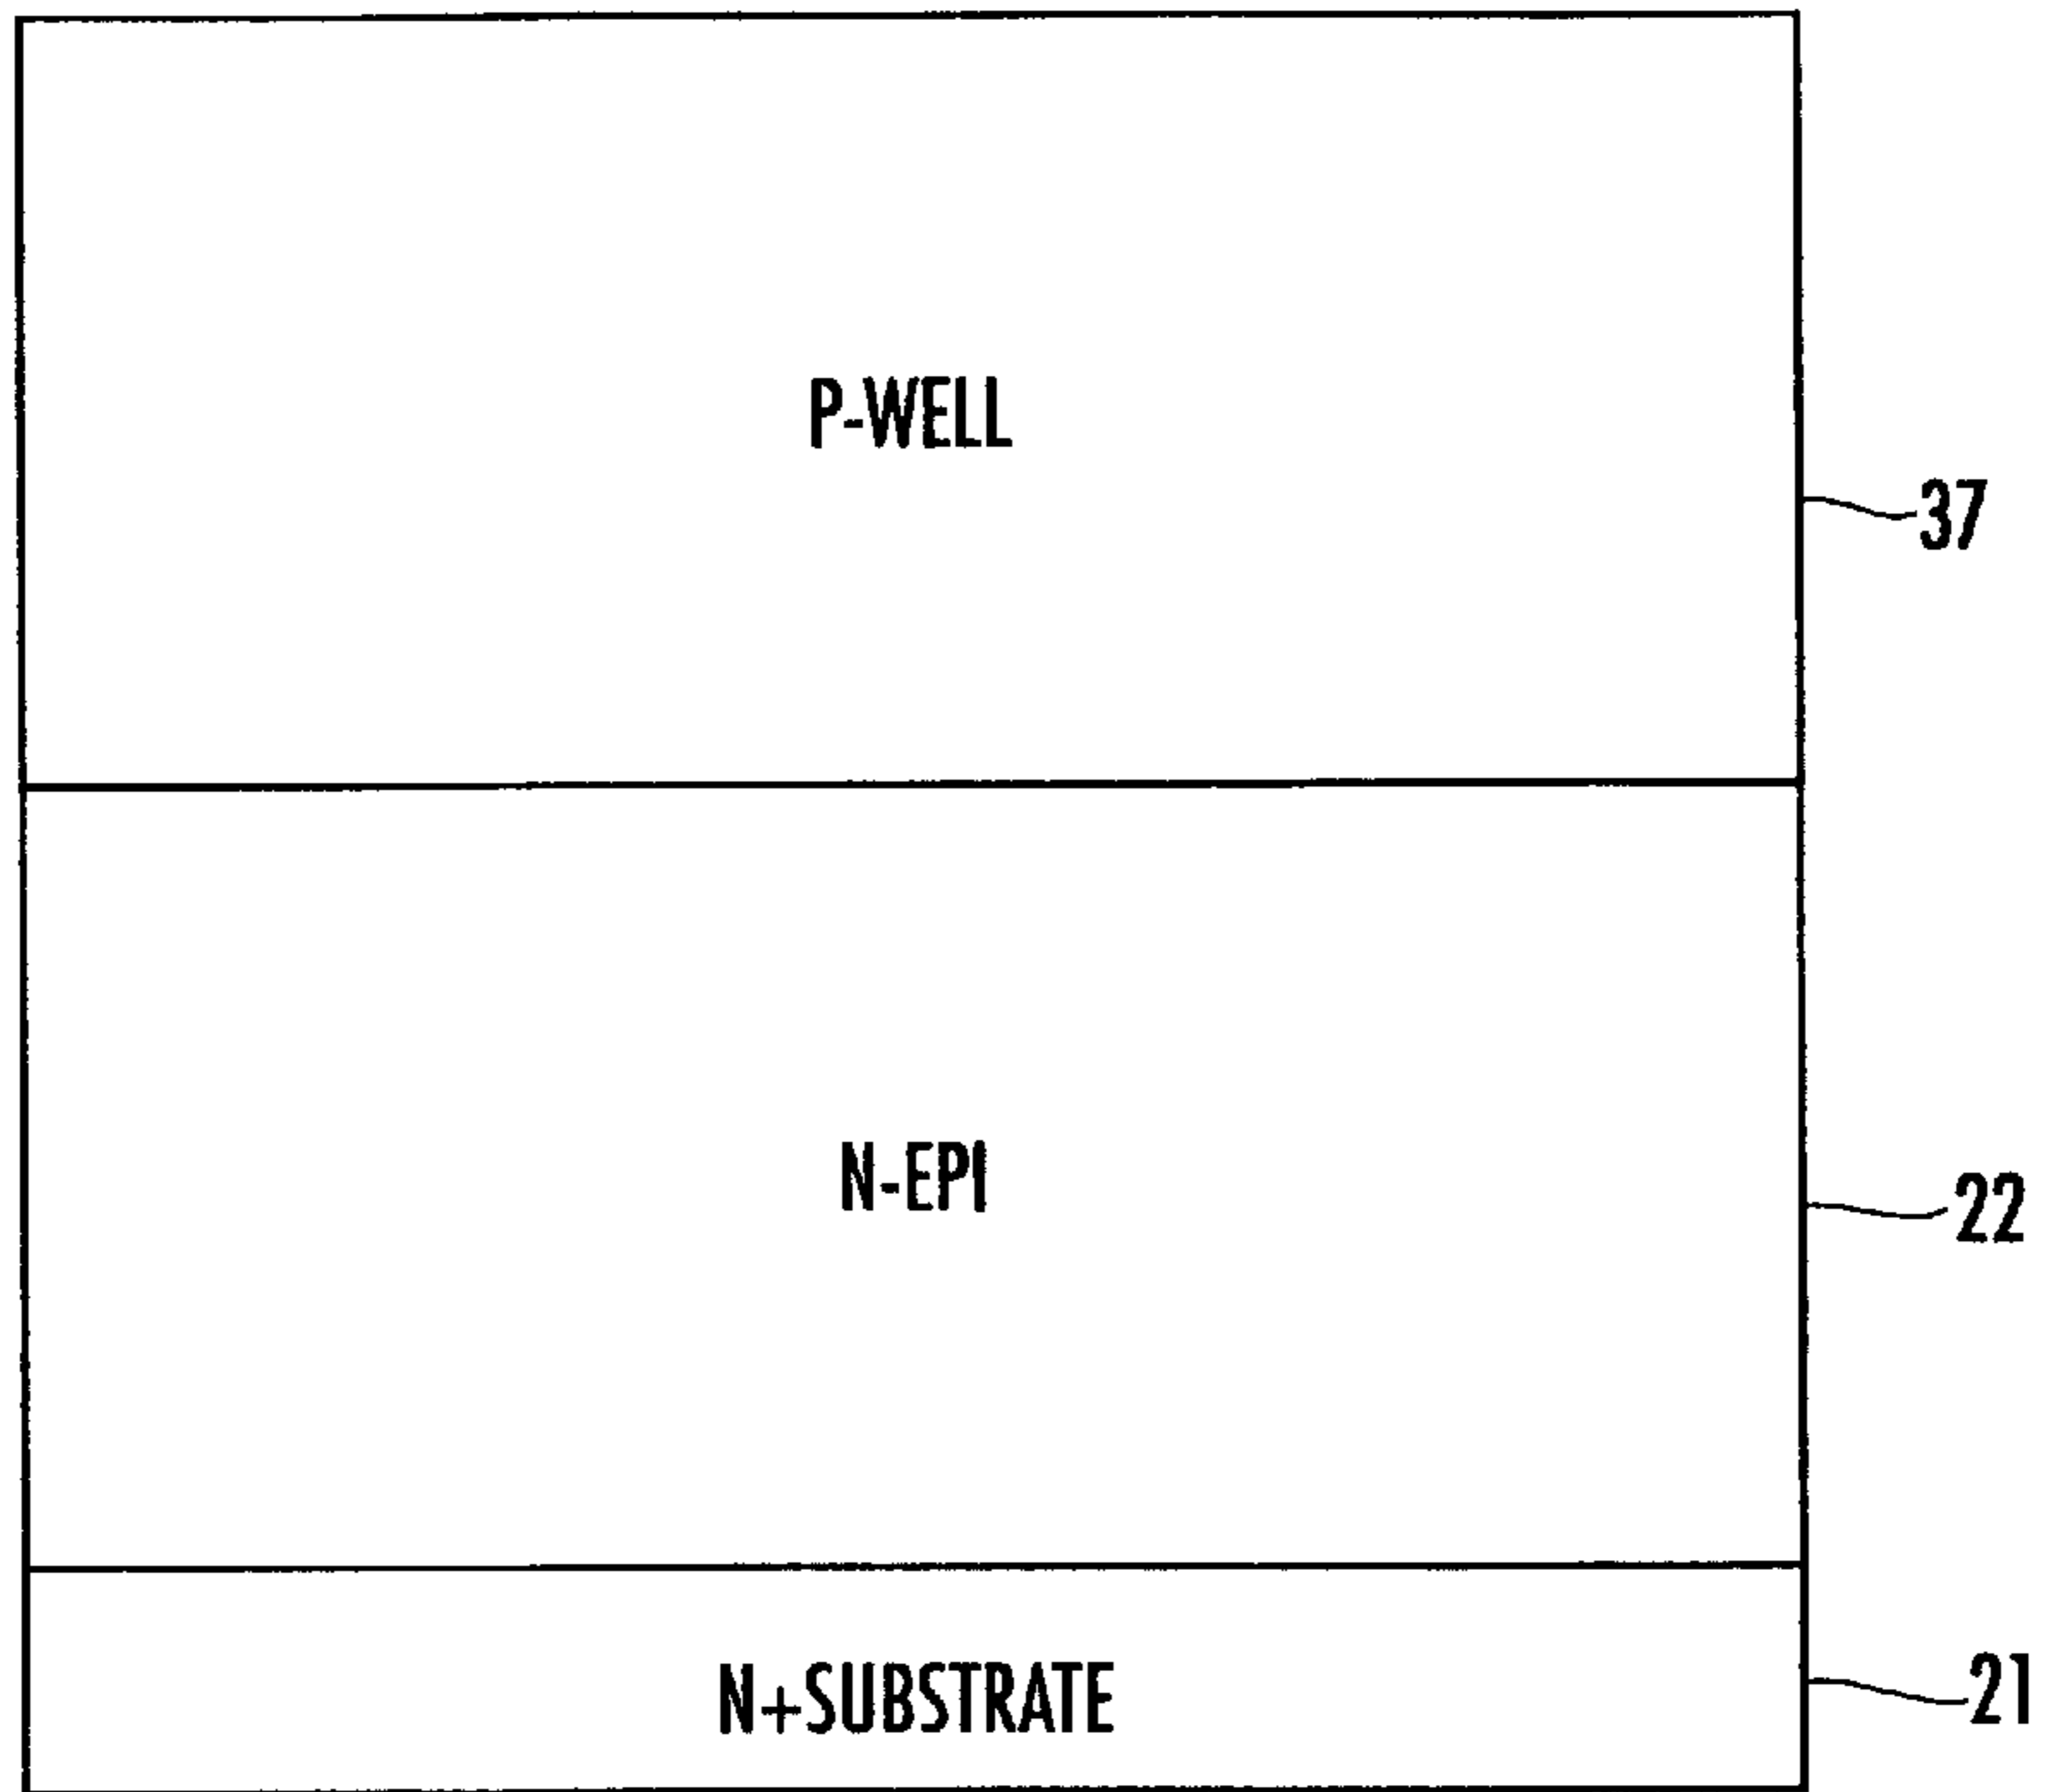 P-WELL
37
N-EPI
22
N+SUBSTRATE
21